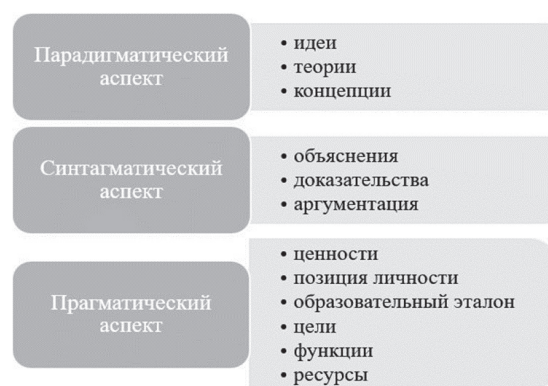 Парадигматический
аспект
• идеи
• теории
• концепции
Синтагматический
аспект
• объяснения
• доказательства
• аргументация
Прагматический
аспект
• ценности
• позиция личности
• образовательный эталон
• цели
• функции
• ресурсы